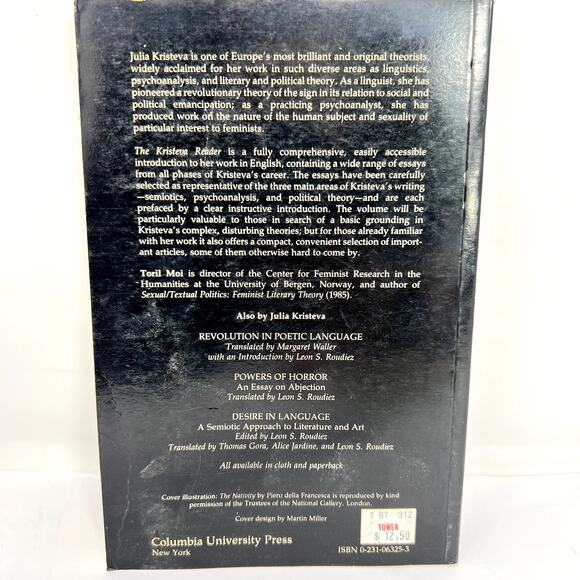 Julia Kristeva is one of Europe's most brilliant and original theorists,
widely acclaimed for her work in such diverse areas as linguistics,
psychoanalysis, and literary and political theory. As a linguist, she has
pioneered a revolutionary theory of the sign in its relation to social and
political emancipation; as a practicing psychoanalyst, she has
produced work on the nature of the human subject and sexuality of
particular interest to feminists.
The Kristeva Reader is a fully comprehensive, easily accessible
introduction to her work in English, containing a wide range of essays
from all phases of Kristeva's career. The essays have been carefully
selected as representative of the three main areas of Kristeva's writing
—semiotics, psychoanalysis, and political theory—and are each
prefaced by a clear instructive introduction. The volume will be
particularly valuable to those in search of a basic grounding in
Kristeva's complex, disturbing theories; but for those already familiar
with her work it also offers a compact, convenient selection of import-
ant articles, some of them otherwise hard to come by.
Toril Moi is director of the Center for Feminist Research in the
Humanities at the University of Bergen, Norway, and author of
Sexual/Textual Politics: Feminist Literary Theory (1985).
Also by Julia Kristeva
REVOLUTION IN POETIC LANGUAGE
Translated by Margaret Waller
with an Introduction by Leon S. Roudiez
POWERS OF HORROR
An Essay on Abjection
Translated by Leon S. Roudiez
DESIRE IN LANGUAGE
A Semiotic Approach to Literature and Art
Edited by Leon S. Roudiez
Translated by Thomas Gora, Alice Jardine, and Leon S. Roudiez
All available in cloth and paperback
Cover illustration: The Nativity by Piero della Francesca is reproduced by kind
permission of the Trustees of the National Gallery, London.
Cover design by Martin Miller
7 87 012
TOWER
$ 12.50
Columbia University Press
New York
ISBN 0-231-06325-3